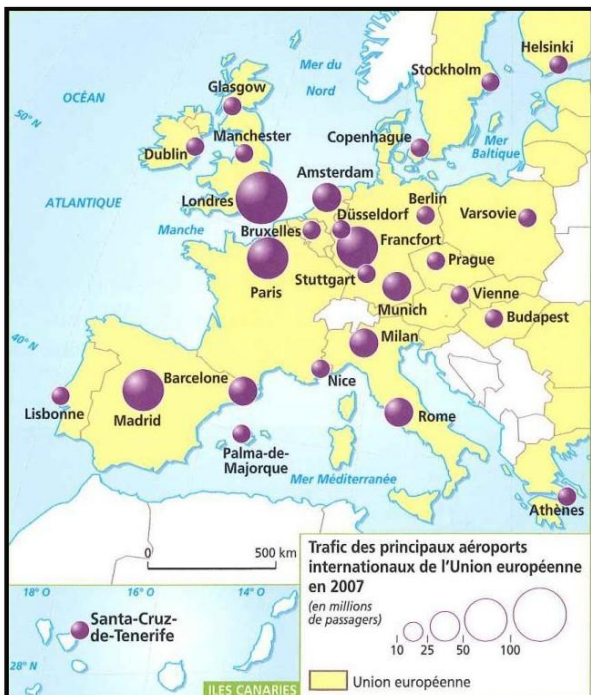 Helsinki
Mer du
Nord
Stockholm
OCÉAN
Glasgow
50° N
Manchester
Copenhague
Mer
Baltique
Dublin
Amsterdam
ATLANTIQUE
Londres
Düsseldorf
Berlin
Varsovie
Manche
Bruxelles
Francfort
Prague
Paris
Stuttgart
Munich
Vienne
Budapest
40° N
Milan
Barcelone
Nice
Lisbonne
Madrid
Rome
Palma-de-
Majorque
Mer Méditerranée
Athènes
0 500 km
Trafic des principaux aéroports
internationaux de l'Union européenne
en 2007
(en millions
de passagers)
10 25 50 100
Union européenne
18° O 16° O 14° O
Santa-Cruz-
de-Tenerife
28° N
ILES CANARIES